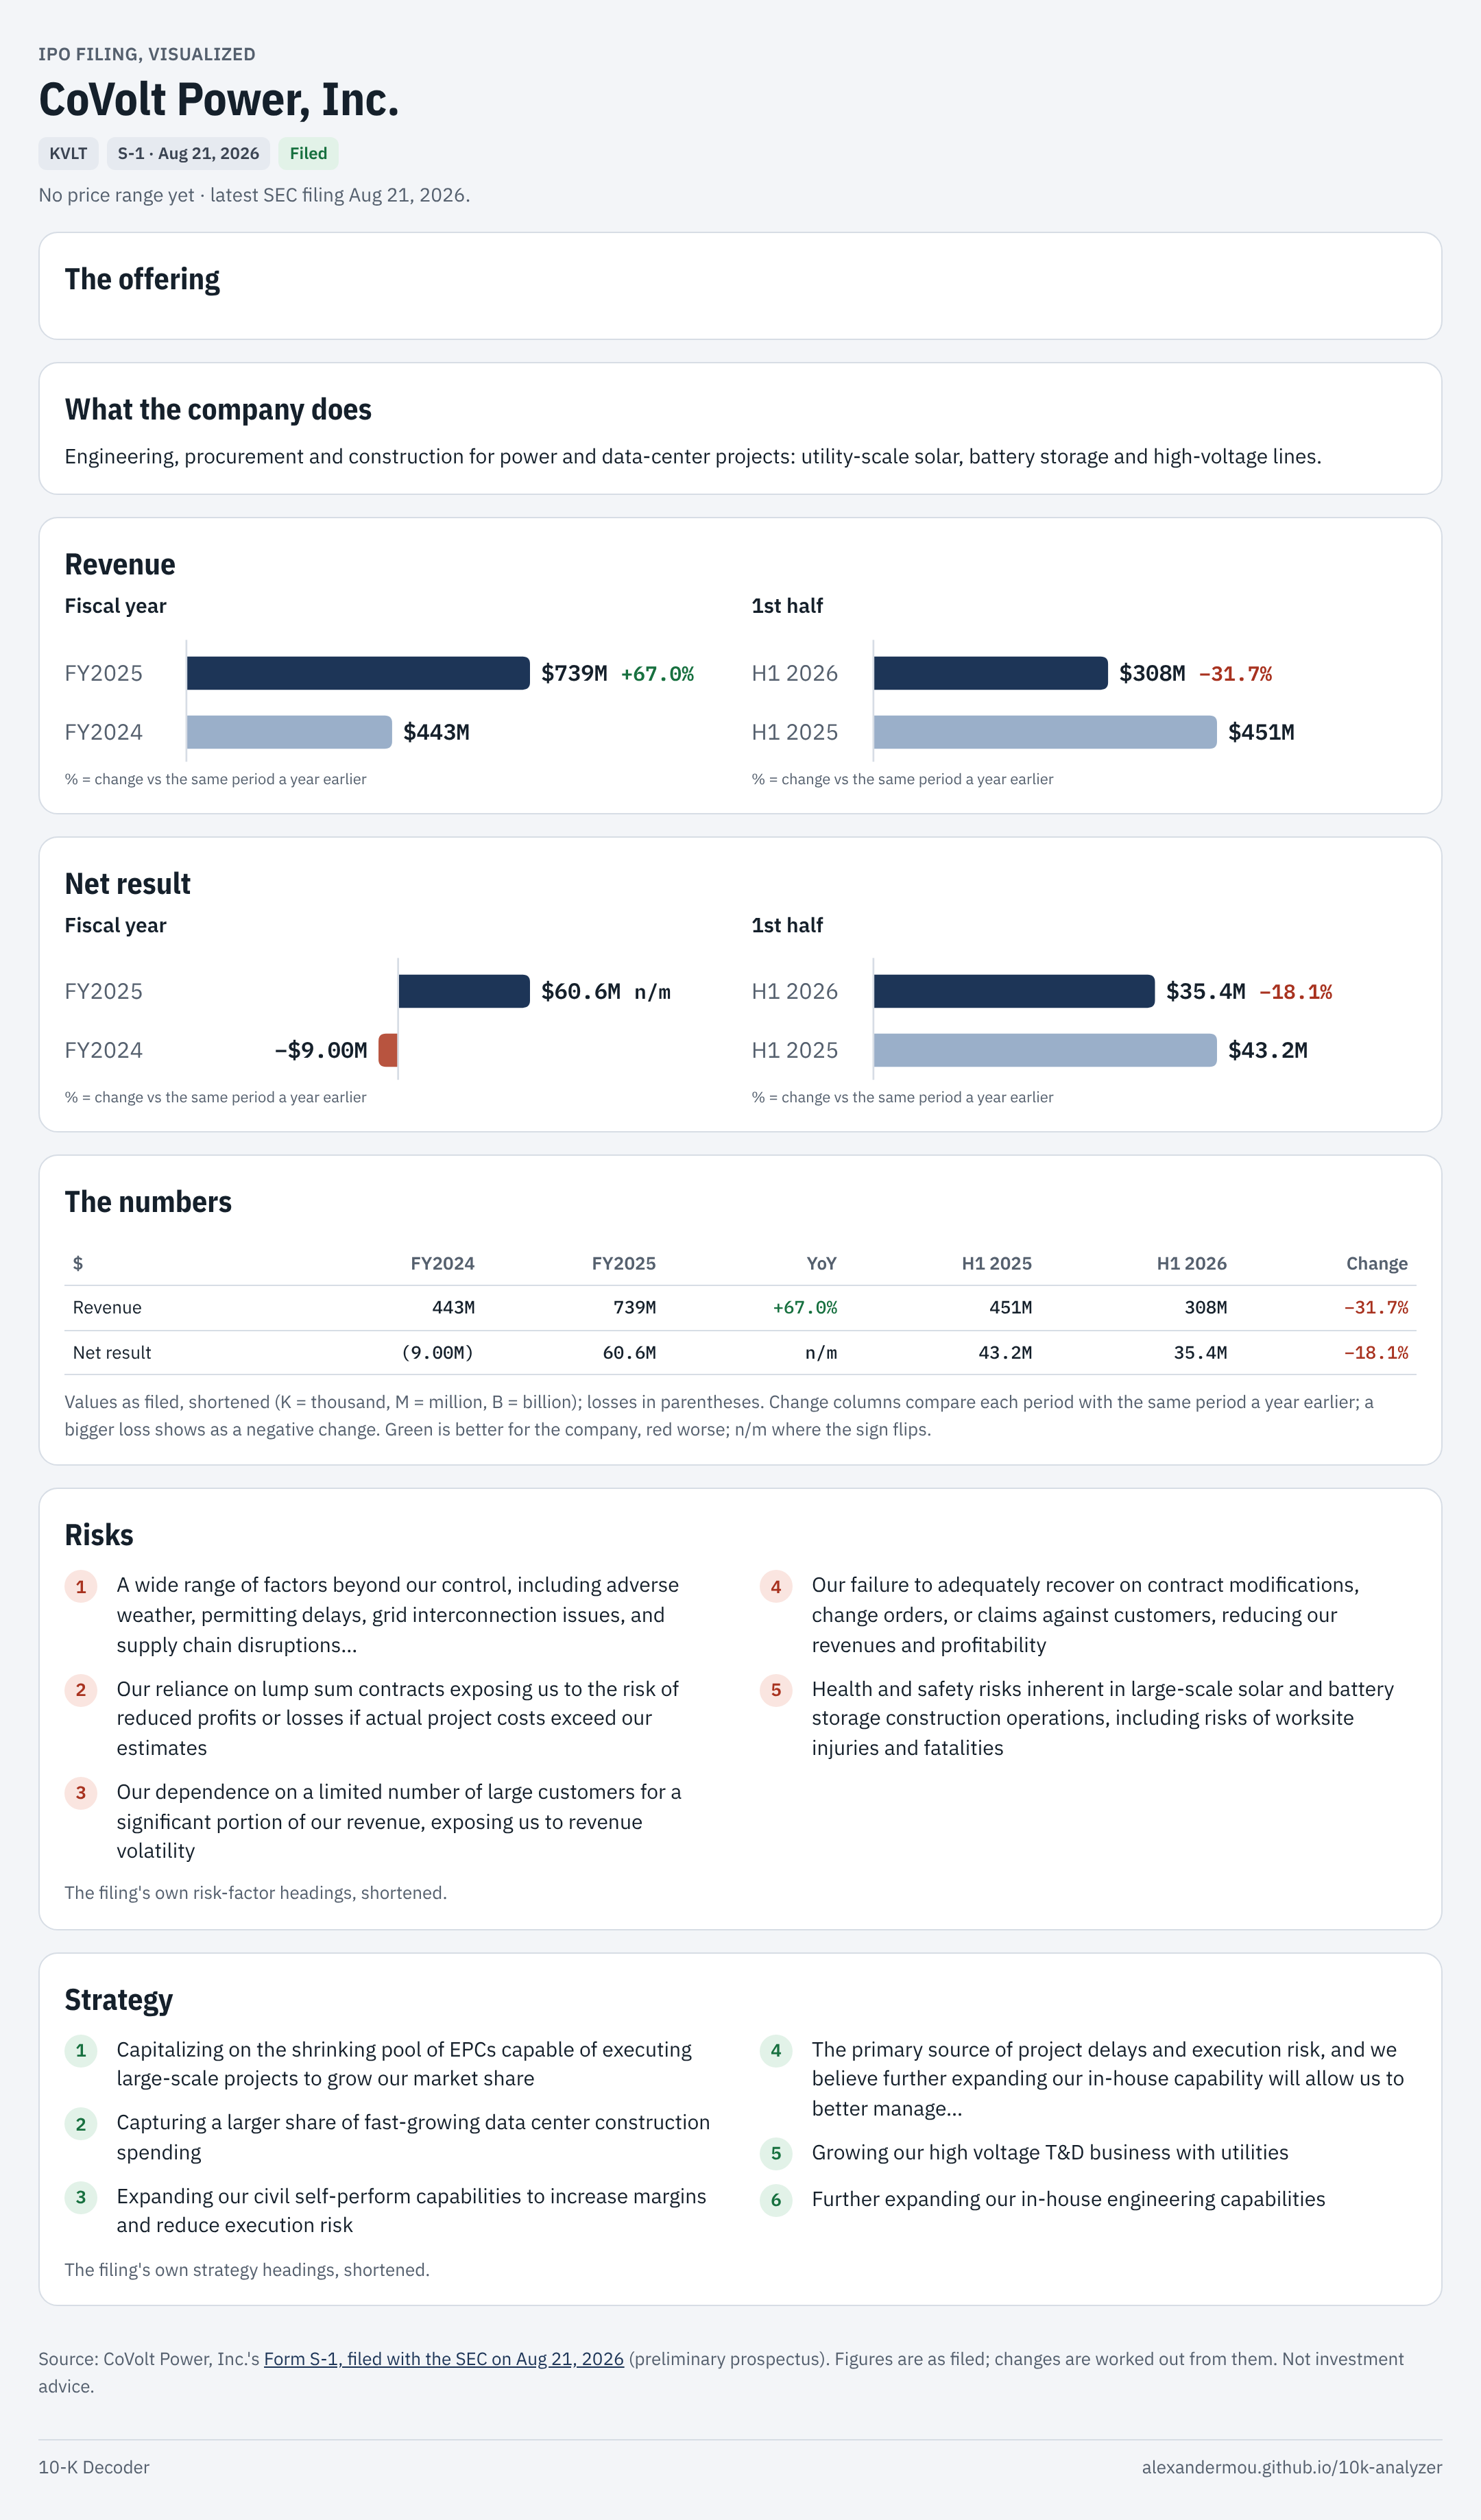 IPO FILING, VISUALIZED
CoVolt Power, Inc.
KVLT
S-1 · Aug 21, 2026
Filed
No price range yet · latest SEC filing Aug 21, 2026.
The offering
What the company does
Engineering, procurement and construction for power and data-center projects: utility-scale solar, battery storage and high-voltage lines.
Revenue
Fiscal year
FY2025 $739M +67.0%
FY2024 $443M
% = change vs the same period a year earlier
1st half
H1 2026 $308M −31.7%
H1 2025 $451M
% = change vs the same period a year earlier
Net result
Fiscal year
FY2025 $60.6M n/m
FY2024 −$9.00M
% = change vs the same period a year earlier
1st half
H1 2026 $35.4M −18.1%
H1 2025 $43.2M
% = change vs the same period a year earlier
The numbers
$ FY2024 FY2025 YoY H1 2025 H1 2026 Change
Revenue 443M 739M +67.0% 451M 308M −31.7%
Net result (9.00M) 60.6M n/m 43.2M 35.4M −18.1%
Values as filed, shortened (K = thousand, M = million, B = billion); losses in parentheses. Change columns compare each period with the same period a year earlier; a
bigger loss shows as a negative change. Green is better for the company, red worse; n/m where the sign flips.
Risks
1 A wide range of factors beyond our control, including adverse
weather, permitting delays, grid interconnection issues, and
supply chain disruptions…
2 Our reliance on lump sum contracts exposing us to the risk of
reduced profits or losses if actual project costs exceed our
estimates
3 Our dependence on a limited number of large customers for a
significant portion of our revenue, exposing us to revenue
volatility
4 Our failure to adequately recover on contract modifications,
change orders, or claims against customers, reducing our
revenues and profitability
5 Health and safety risks inherent in large-scale solar and battery
storage construction operations, including risks of worksite
injuries and fatalities
The filing's own risk-factor headings, shortened.
Strategy
1 Capitalizing on the shrinking pool of EPCs capable of executing
large-scale projects to grow our market share
2 Capturing a larger share of fast-growing data center construction
spending
3 Expanding our civil self-perform capabilities to increase margins
and reduce execution risk
4 The primary source of project delays and execution risk, and we
believe further expanding our in-house capability will allow us to
better manage…
5 Growing our high voltage T&D business with utilities
6 Further expanding our in-house engineering capabilities
The filing's own strategy headings, shortened.
Source: CoVolt Power, Inc.'s Form S-1, filed with the SEC on Aug 21, 2026 (preliminary prospectus). Figures are as filed; changes are worked out from them. Not investment
advice.
10-K Decoder
alexandermou.github.io/10k-analyzer